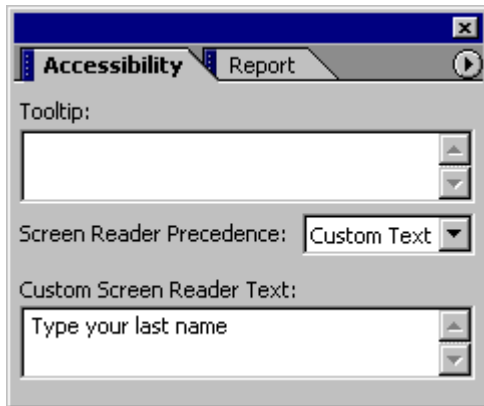 Accessibility Report
Tooltip:
Screen Reader Precedence: Custom Text
Custom Screen Reader Text:
Type your last name